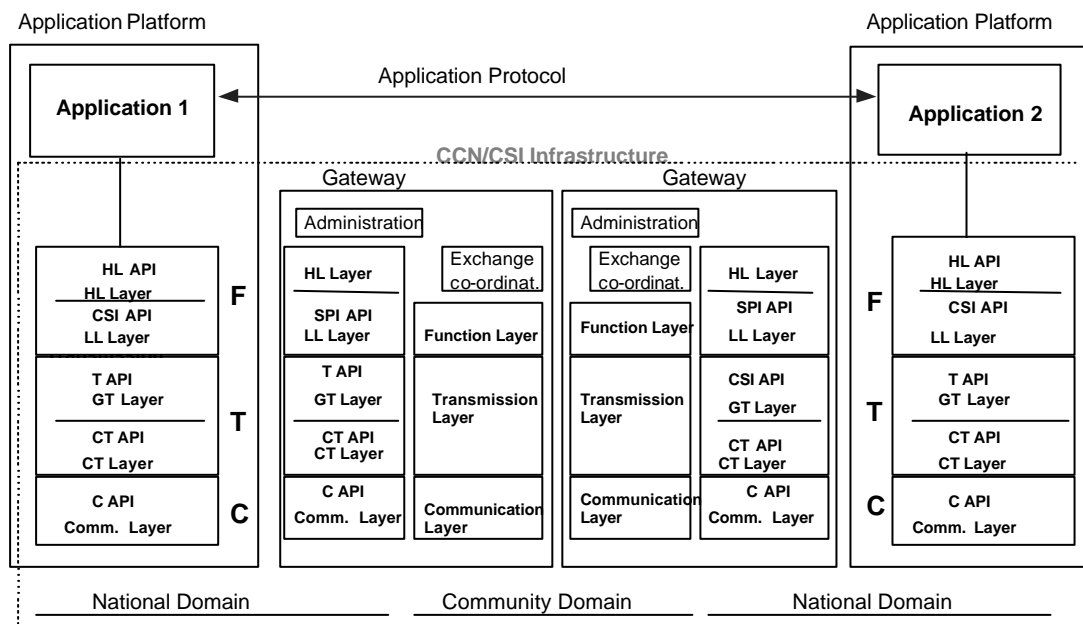 Application Platform
Application Platform
Application Protocol
Application 1
Application 2
CCN/CSI Infrastructure
Gateway
Gateway
Administration
Administration
HL API
HL Layer
CSI API
LL Layer
T API
GT Layer
CT API
CT Layer
C API
Comm. Layer
F
T
C
HL Layer
SPI API
LL Layer
T API
GT Layer
CT API
CT Layer
C API
Comm. Layer
Exchange
co-ordinat.
Function Layer
Transmission
Layer
Communication
Layer
Exchange
co-ordinat.
Function Layer
Transmission
Layer
Communication
Layer
HL Layer
SPI API
LL Layer
CSI API
GT Layer
CT API
CT Layer
C API
Comm. Layer
F
T
C
HL API
HL Layer
CSI API
LL Layer
T API
GT Layer
CT API
CT Layer
C API
Comm. Layer
National Domain
Community Domain
National Domain